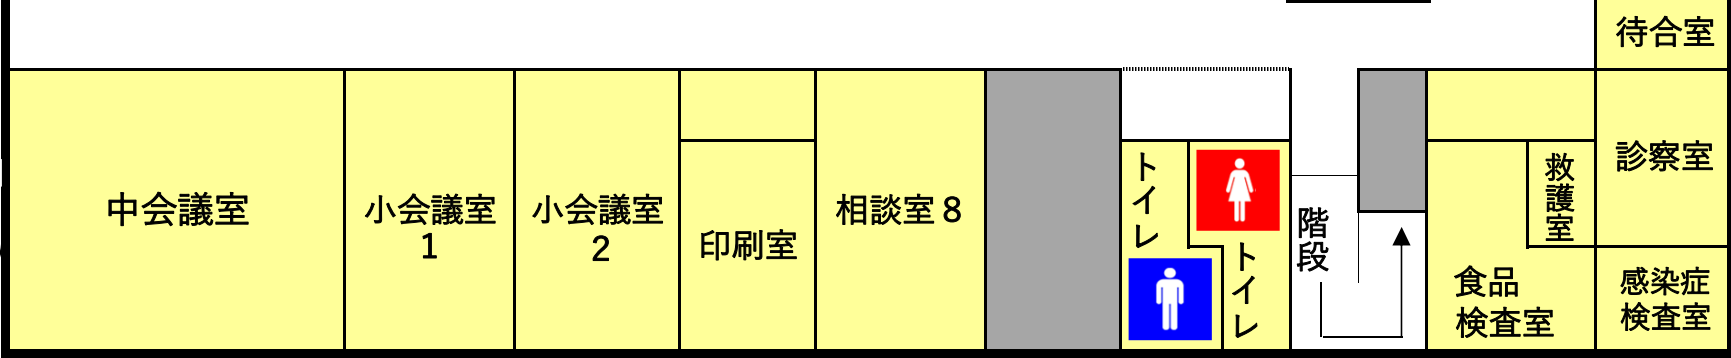 待合室
中会議室
小会議室
1
小会議室
2
印刷室
相談室８
トイレ
トイレ
階段
食品
検査室
救護室
診察室
感染症
検査室